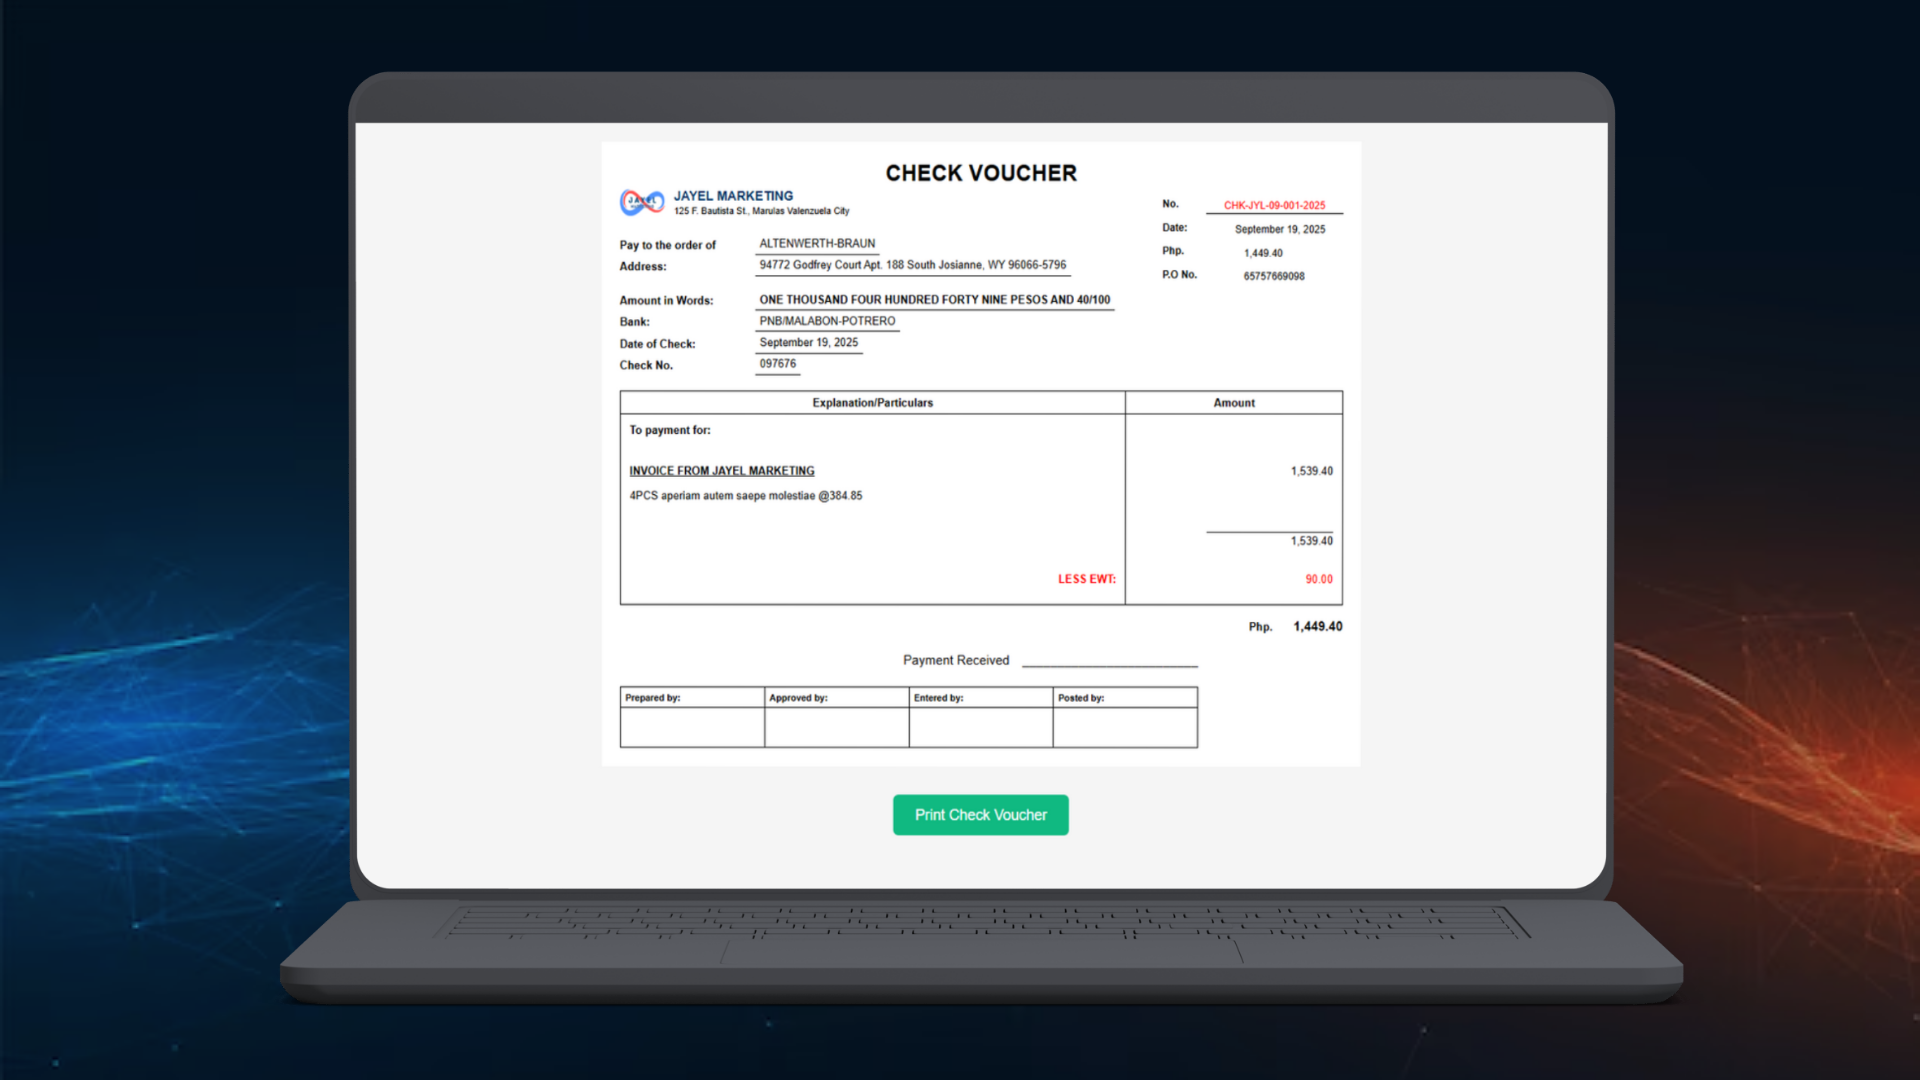 CHECK VOUCHER
JAYEL
JAYEL MARKETING
125 F. Bautista St., Marulas Valenzuela City
No. CHK-JYL-09-001-2025
Date: September 19, 2025
Php. 1,449.40
P.O No. 65757669098
Pay to the order of ALTENWERTH-BRAUN
Address: 94772 Godfrey Court Apt. 188 South Josianne, WY 96066-5796
Amount in Words: ONE THOUSAND FOUR HUNDRED FORTY NINE PESOS AND 40/100
Bank: PNB/MALABON-POTRERO
Date of Check: September 19, 2025
Check No. 097676
Explanation/Particulars Amount
To payment for:
INVOICE FROM JAYEL MARKETING 1,539.40
4PCS aperiam autem saepe molestiae @384.85
1,539.40
LESS EWT: 90.00
Php. 1,449.40
Payment Received
Prepared by: Approved by: Entered by: Posted by:
Print Check Voucher